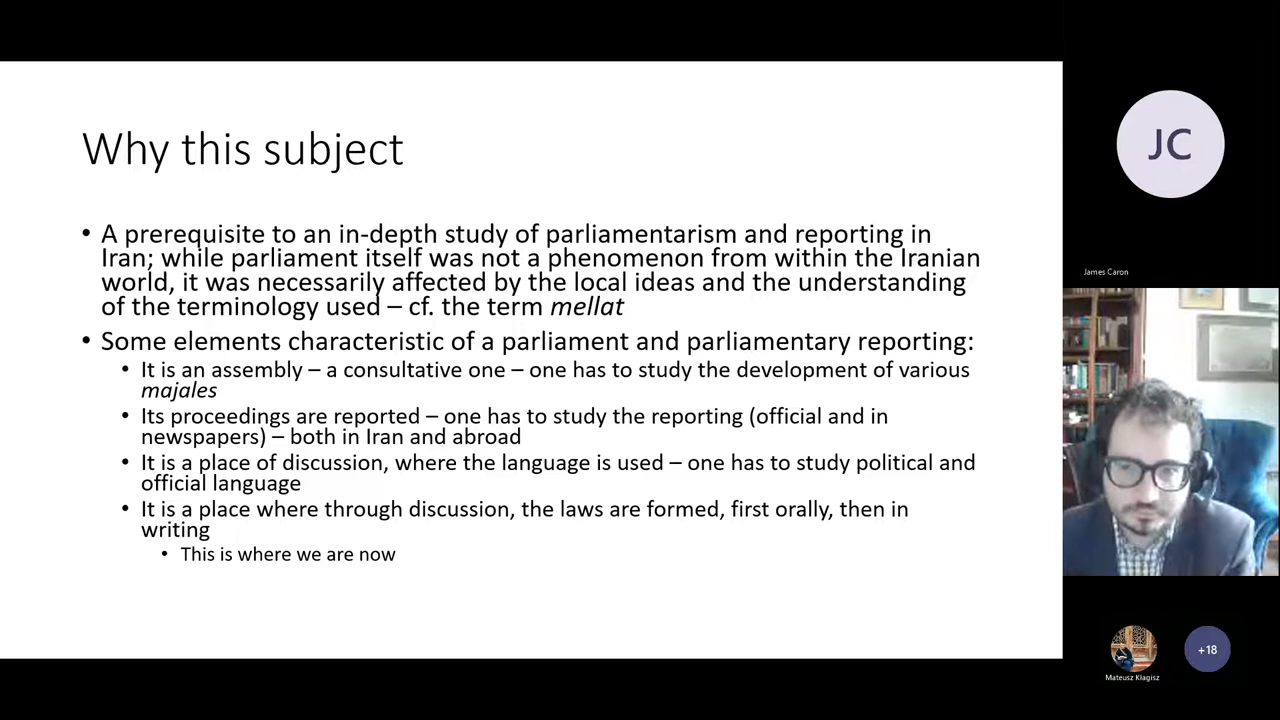 Why this subject
• A prerequisite to an in-depth study of parliamentarism and reporting in
Iran; while parliament itself was not a phenomenon from within the Iranian
world, it was necessarily affected by the local ideas and the understanding
of the terminology used – cf. the term mellat
• Some elements characteristic of a parliament and parliamentary reporting:
• It is an assembly – a consultative one – one has to study the development of various
majales
• Its proceedings are reported – one has to study the reporting (official and in
newspapers) – both in Iran and abroad
• It is a place of discussion, where the language is used – one has to study political and
official language
• It is a place where through discussion, the laws are formed, first orally, then in
writing
• This is where we are now
JC
James Caron
Mateusz Kłagisz
+18